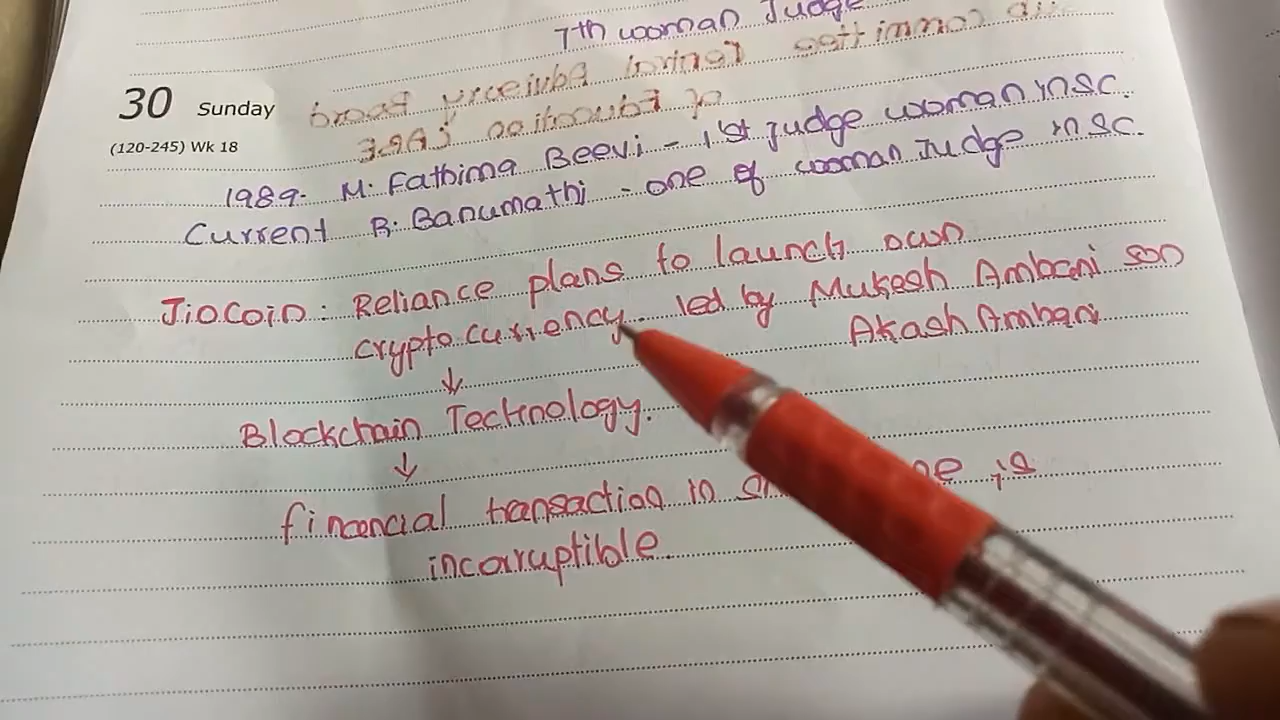 7th woman Judge
30 Sunday
(120-245) Wk 18
1989- M. Fathima Beevi - 1st judge woman in SC.
Current R. Banumathi - one of woman Judge in SC.
JioCoin: Reliance plans to launch own
cryptocurrency led by Mukesh Ambani son
Akash Ambani
↓
Blockchain Technology.
↓
financial transaction in is
incorruptible